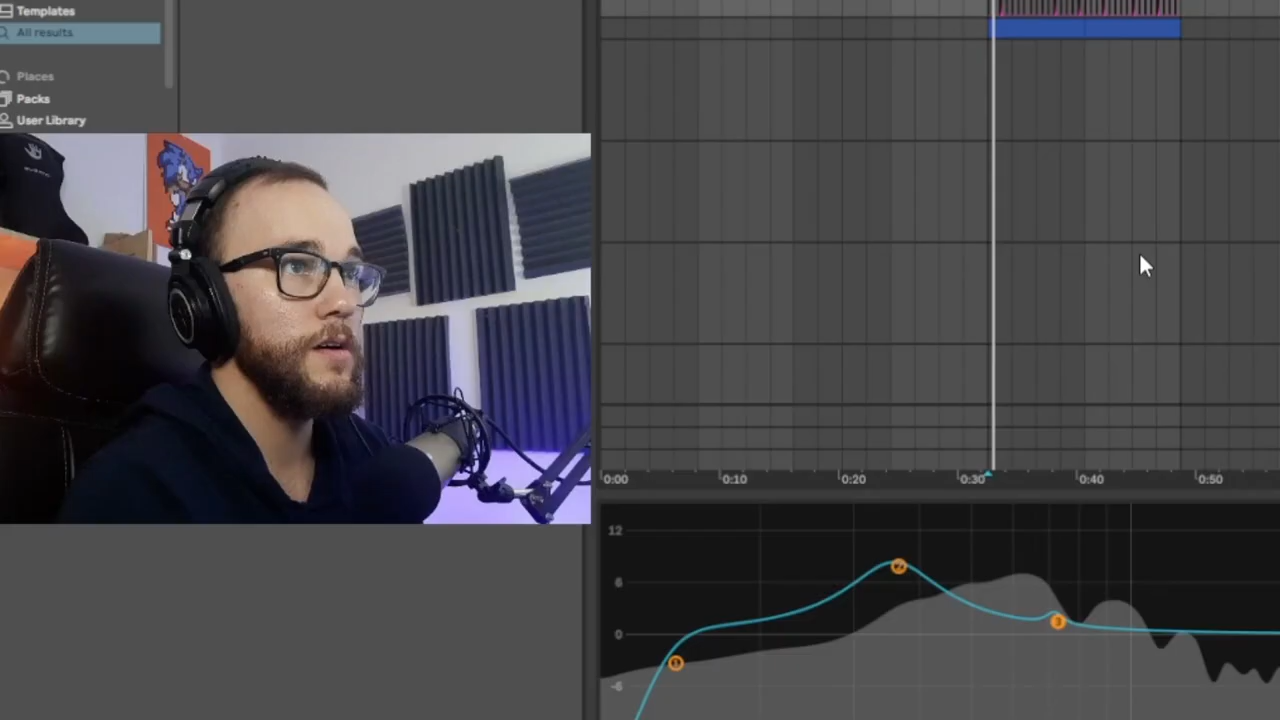 Templates
All results
Places
Packs
User Library
0:00
0:10
0:20
0:30
0:40
0:50
12
6
0
-6
1
2
3